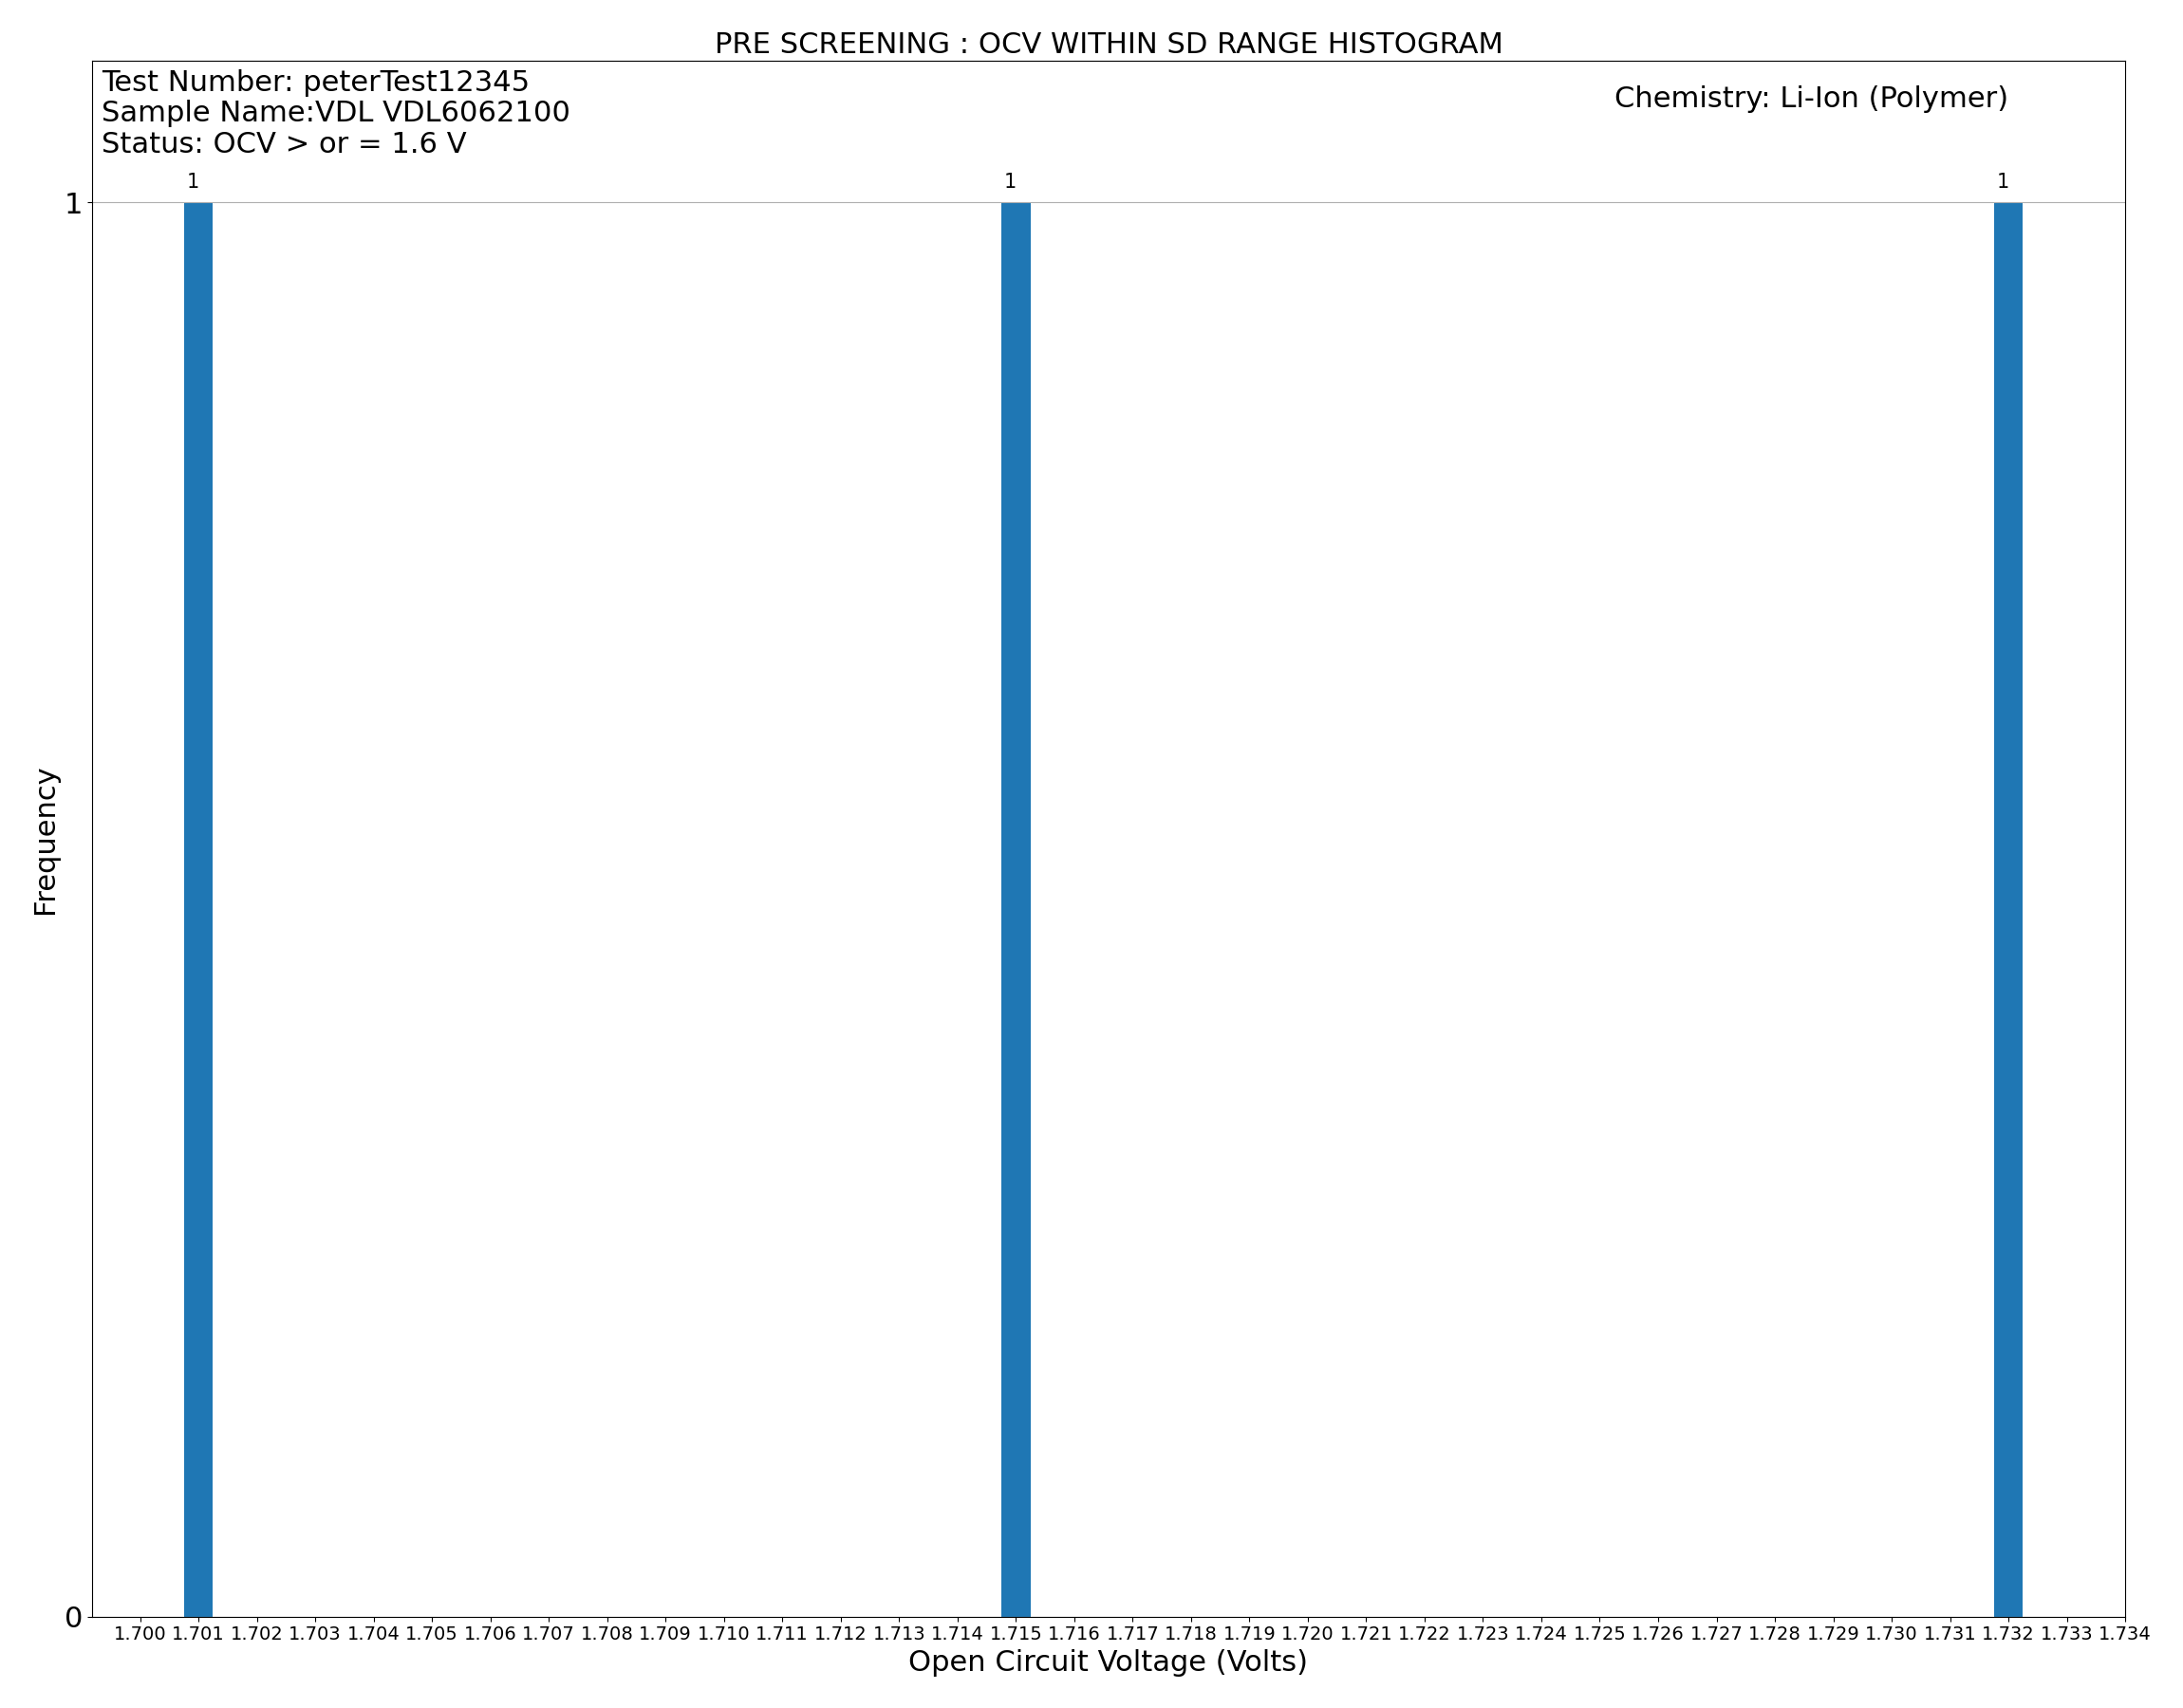 PRE SCREENING : OCV WITHIN SD RANGE HISTOGRAM
Test Number: peterTest12345
Sample Name:VDL VDL6062100
Status: OCV > or = 1.6 V
Chemistry: Li-Ion (Polymer)
1 1 1
1
Frequency
0
1.700 1.701 1.702 1.703 1.704 1.705 1.706 1.707 1.708 1.709 1.710 1.711 1.712 1.713 1.714 1.715 1.716 1.717 1.718 1.719 1.720 1.721 1.722 1.723 1.724 1.725 1.726 1.727 1.728 1.729 1.730 1.731 1.732 1.733 1.734
Open Circuit Voltage (Volts)